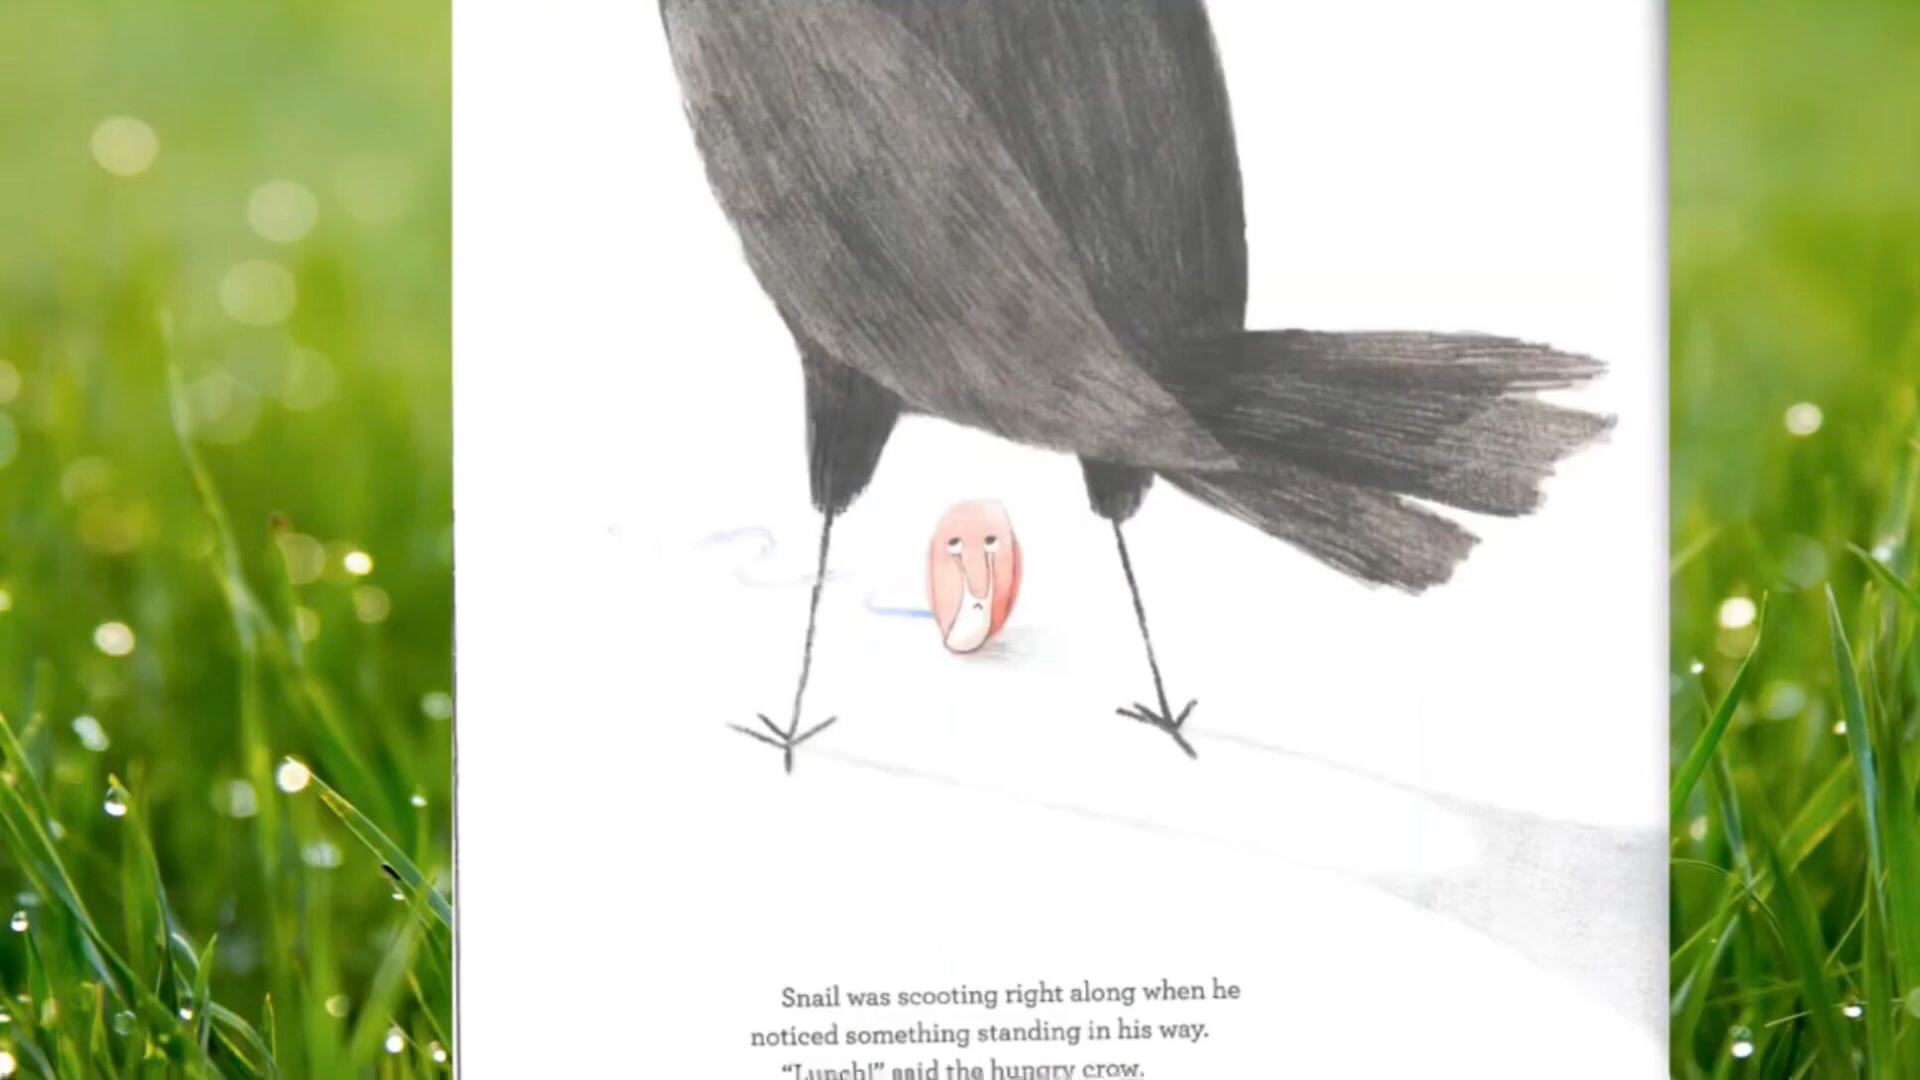 Snail was scooting right along when he
noticed something standing in his way.
“Lunch!” said the hungry crow.